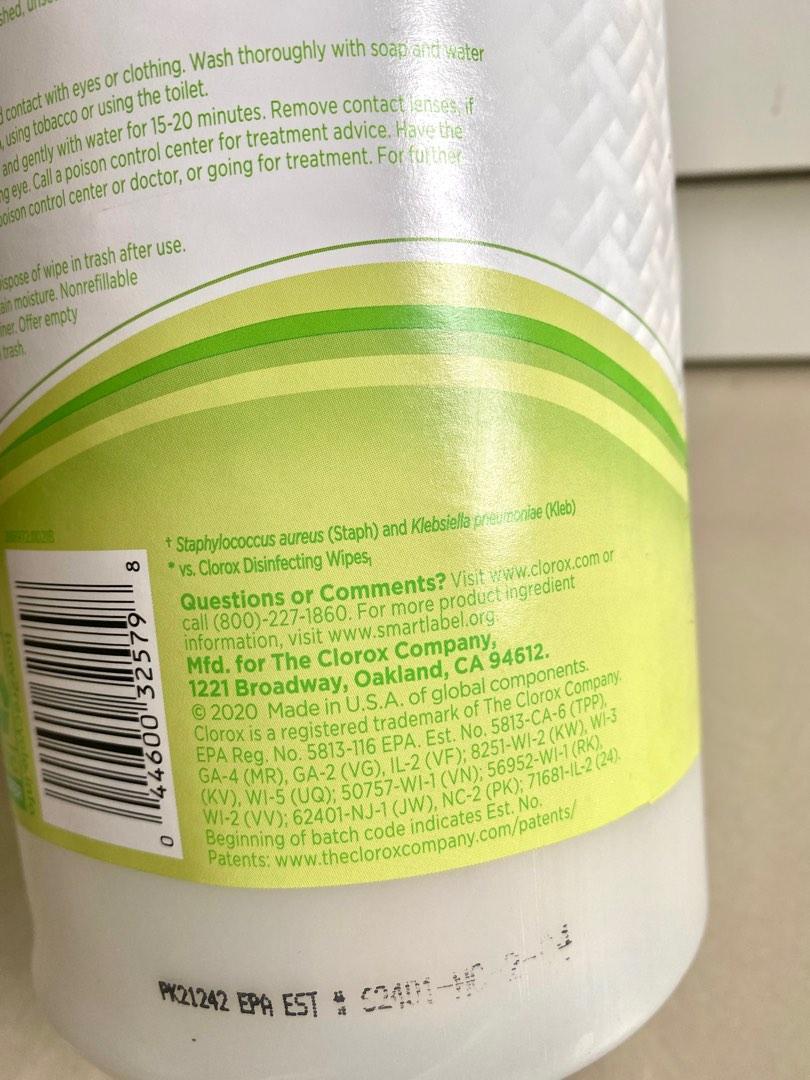 contact with eyes or clothing. Wash thoroughly with soap and water
using tobacco or using the toilet.
and gently with water for 15-20 minutes. Remove contact lenses, if
eye. Call a poison control center for treatment advice. Have the
poison control center or doctor, or going for treatment. For further
of wipe in trash after use.
moisture. Nonrefillable
Offer empty
trash.
† Staphylococcus aureus (Staph) and Klebsiella pneumoniae (Kleb)
* vs. Clorox Disinfecting Wipes
Questions or Comments? Visit www.clorox.com or
call (800)-227-1860. For more product ingredient
information, visit www.smartlabel.org.
Mfd. for The Clorox Company,
1221 Broadway, Oakland, CA 94612.
© 2020 Made in U.S.A. of global components.
Clorox is a registered trademark of The Clorox Company.
EPA Reg. No. 5813-116 EPA. Est. No. 5813-CA-6 (TPP),
GA-4 (MR), GA-2 (VG), IL-2 (VF); 8251-WI-2 (KW), WI-3
(KV), WI-5 (UQ); 50757-WI-1 (VN); 56952-WI-1 (RK),
WI-2 (VV); 62401-NJ-1 (JW), NC-2 (PK); 71681-IL-2 (24).
Beginning of batch code indicates Est. No.
Patents: www.thecloroxcompany.com/patents/
0 44600 32579 8
PK21242 EPA EST #